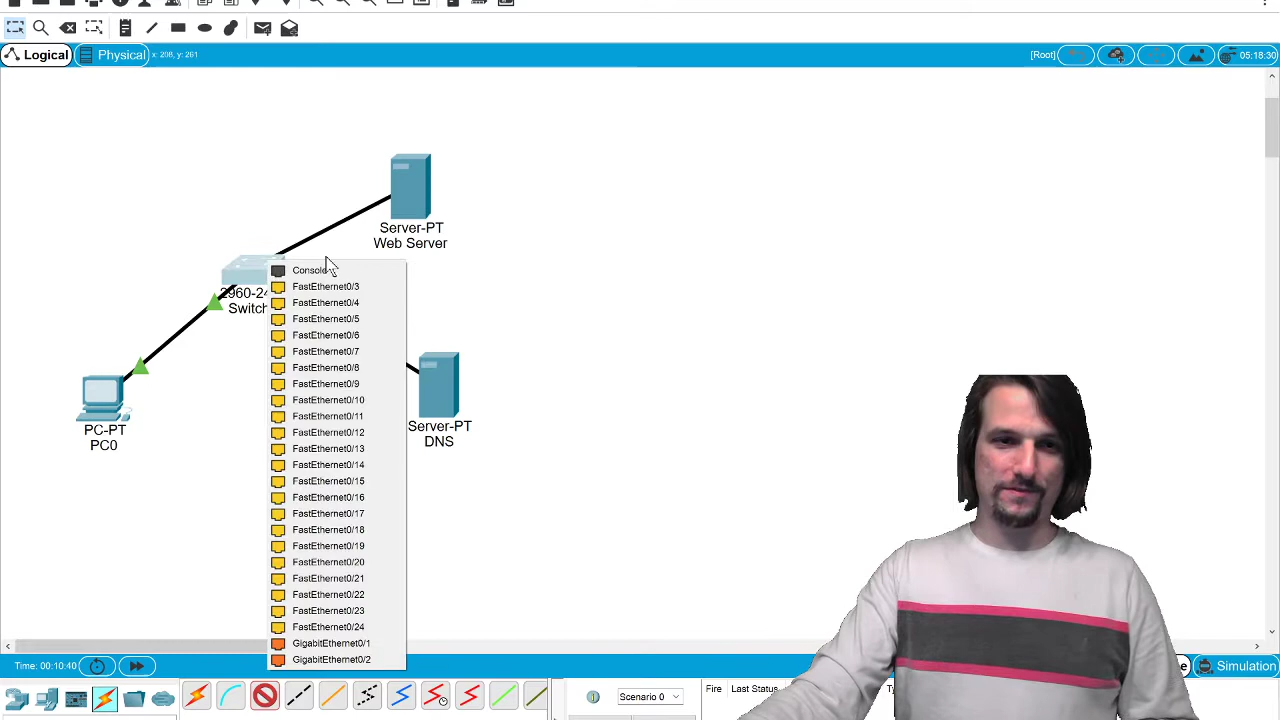 Logical
Physical
x: 208, y: 261
[Root]
05:18:30
Server-PT
Web Server
2960-24
Switch
Console
FastEthernet0/3
FastEthernet0/4
FastEthernet0/5
FastEthernet0/6
FastEthernet0/7
FastEthernet0/8
FastEthernet0/9
FastEthernet0/10
FastEthernet0/11
FastEthernet0/12
FastEthernet0/13
FastEthernet0/14
FastEthernet0/15
FastEthernet0/16
FastEthernet0/17
FastEthernet0/18
FastEthernet0/19
FastEthernet0/20
FastEthernet0/21
FastEthernet0/22
FastEthernet0/23
FastEthernet0/24
GigabitEthernet0/1
GigabitEthernet0/2
PC-PT
PC0
Server-PT
DNS
Time: 00:10:40
Simulation
Scenario 0
Fire
Last Status